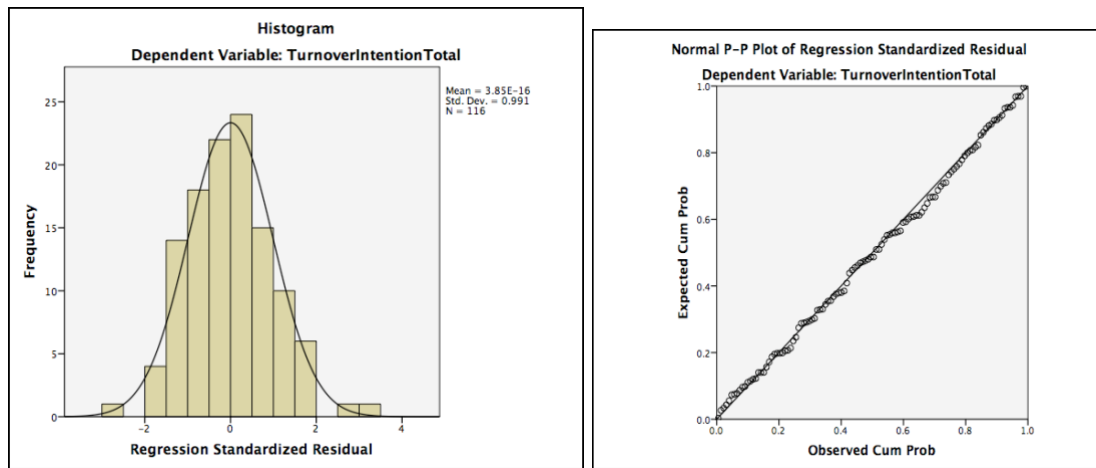 Histogram
Dependent Variable: TurnoverIntentionTotal
Mean = 3.85E-16
Std. Dev. = 0.991
N = 116
Frequency
25
20
15
10
5
0
-2
0
2
4
Regression Standardized Residual
Normal P-P Plot of Regression Standardized Residual
Dependent Variable: TurnoverIntentionTotal
Expected Cum Prob
1.0
0.8
0.6
0.4
0.2
0.0
0.0
0.2
0.4
0.6
0.8
1.0
Observed Cum Prob